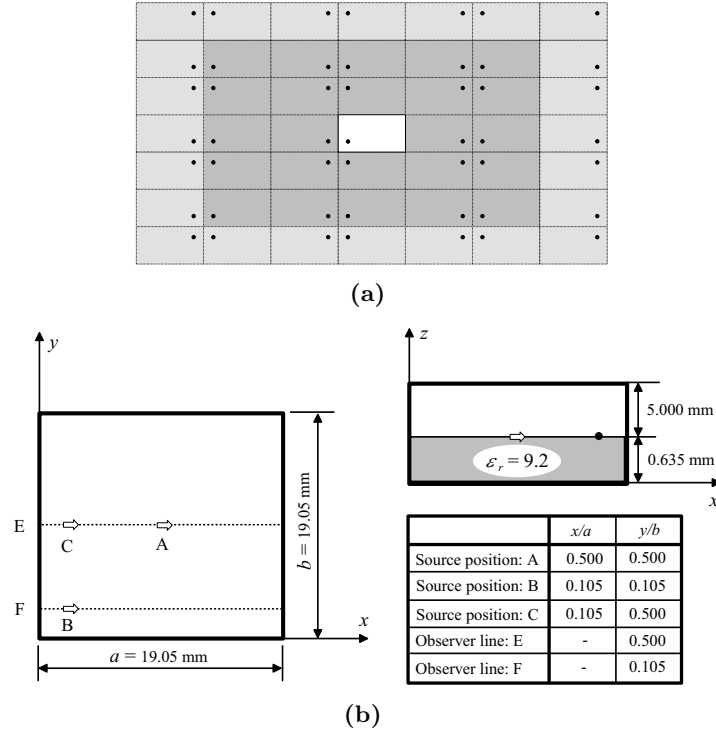 (a)
y
E
C
A
F
B
x
b = 19.05 mm
a = 19.05 mm
z
5.000 mm
εr = 9.2
0.635 mm
x
x/a y/b
Source position: A 0.500 0.500
Source position: B 0.105 0.105
Source position: C 0.105 0.500
Observer line: E - 0.500
Observer line: F - 0.105
(b)